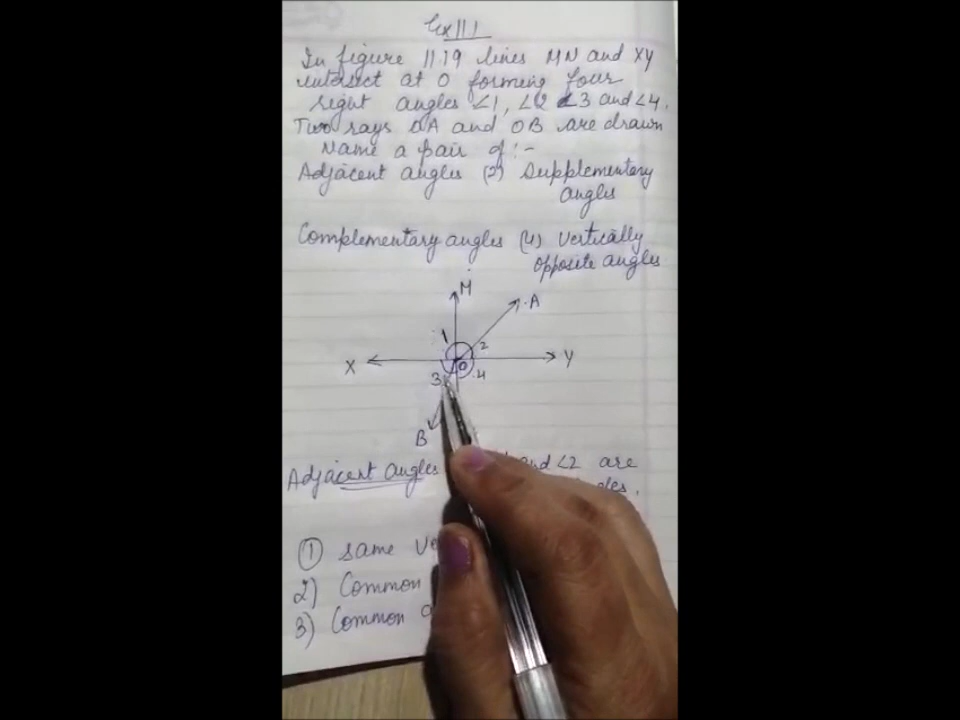 Ex 11.1
In figure 11.19 lines MN and XY
intersect at O forming four
right angles ∠1, ∠2 ∠3 and ∠4.
Two rays OA and OB are drawn
Name a pair of :-
Adjacent angles (2) Supplementary
angles
Complementary angles (4) Vertically
opposite angles
M
A
1
2
X
O
Y
3
4
B
Adjacent angles and ∠2 are
① same
2) Common
3) Common